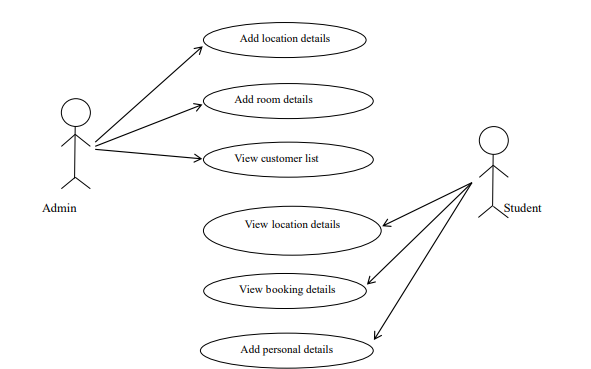 Add location details
Add room details
View customer list
Admin
Student
View location details
View booking details
Add personal details